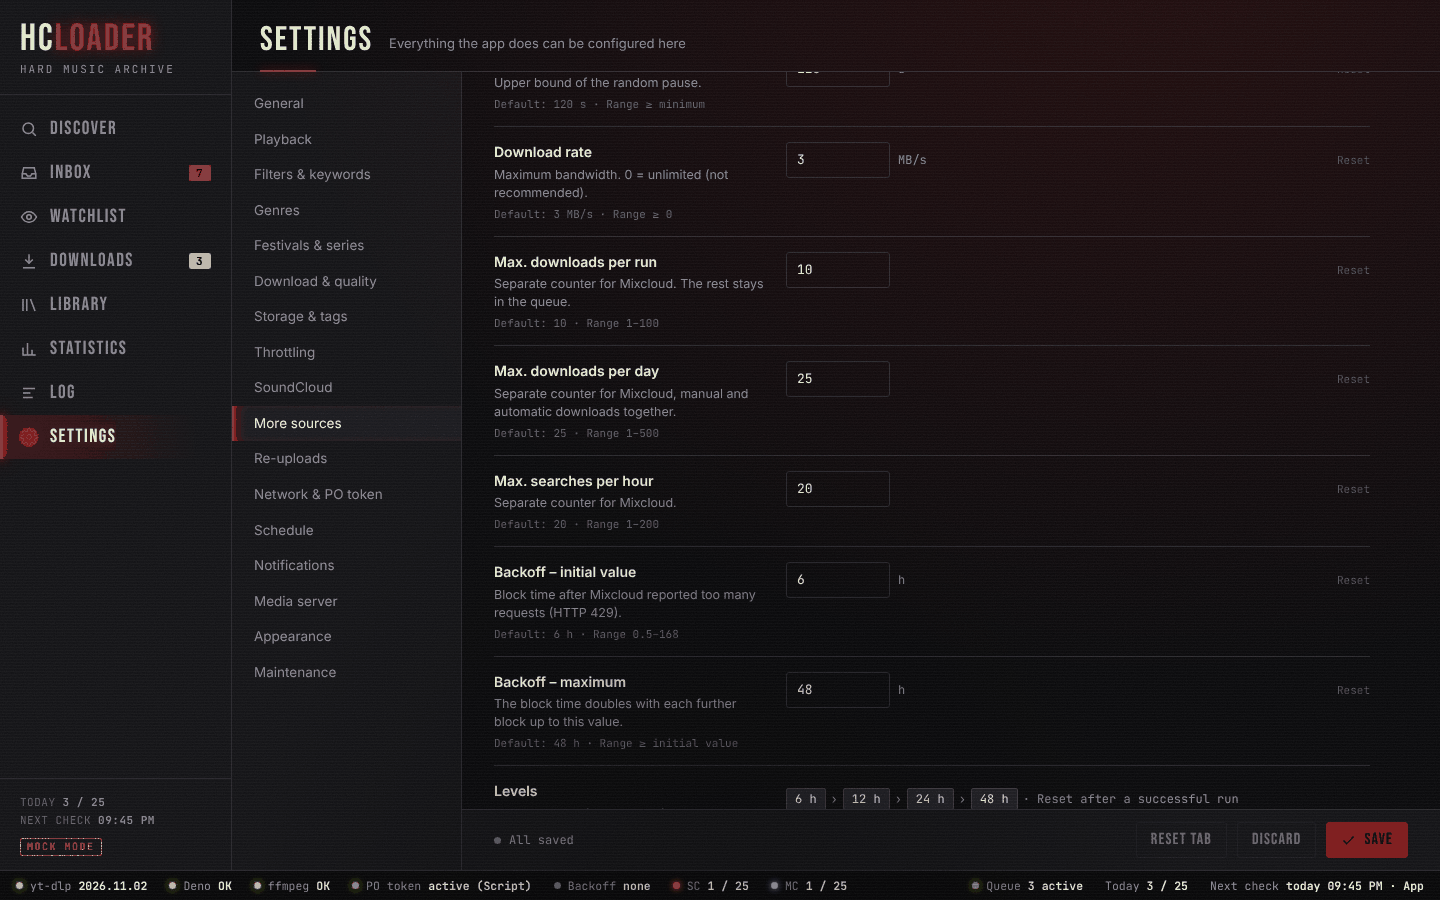 HCLOADER
HARD MUSIC ARCHIVE
DISCOVER
INBOX 7
WATCHLIST
DOWNLOADS 3
LIBRARY
STATISTICS
LOG
SETTINGS
TODAY 3 / 25
NEXT CHECK 09:45 PM
MOCK MODE
SETTINGS Everything the app does can be configured here
General
Playback
Filters & keywords
Genres
Festivals & series
Download & quality
Storage & tags
Throttling
SoundCloud
More sources
Re-uploads
Network & PO token
Schedule
Notifications
Media server
Appearance
Maintenance
Upper bound of the random pause.
Default: 120 s · Range ≥ minimum
Download rate
Maximum bandwidth. 0 = unlimited (not
recommended).
Default: 3 MB/s · Range ≥ 0
3 MB/s Reset
Max. downloads per run
Separate counter for Mixcloud. The rest stays
in the queue.
Default: 10 · Range 1–100
10 Reset
Max. downloads per day
Separate counter for Mixcloud, manual and
automatic downloads together.
Default: 25 · Range 1–500
25 Reset
Max. searches per hour
Separate counter for Mixcloud.
Default: 20 · Range 1–200
20 Reset
Backoff – initial value
Block time after Mixcloud reported too many
requests (HTTP 429).
Default: 6 h · Range 0.5–168
6 h Reset
Backoff – maximum
The block time doubles with each further
block up to this value.
Default: 48 h · Range ≥ initial value
48 h Reset
Levels
6 h › 12 h › 24 h › 48 h · Reset after a successful run
All saved
RESET TAB DISCARD SAVE
yt-dlp 2026.11.02 Deno OK ffmpeg OK PO token active (Script) Backoff none SC 1 / 25 MC 1 / 25 Queue 3 active Today 3 / 25 Next check today 09:45 PM · App